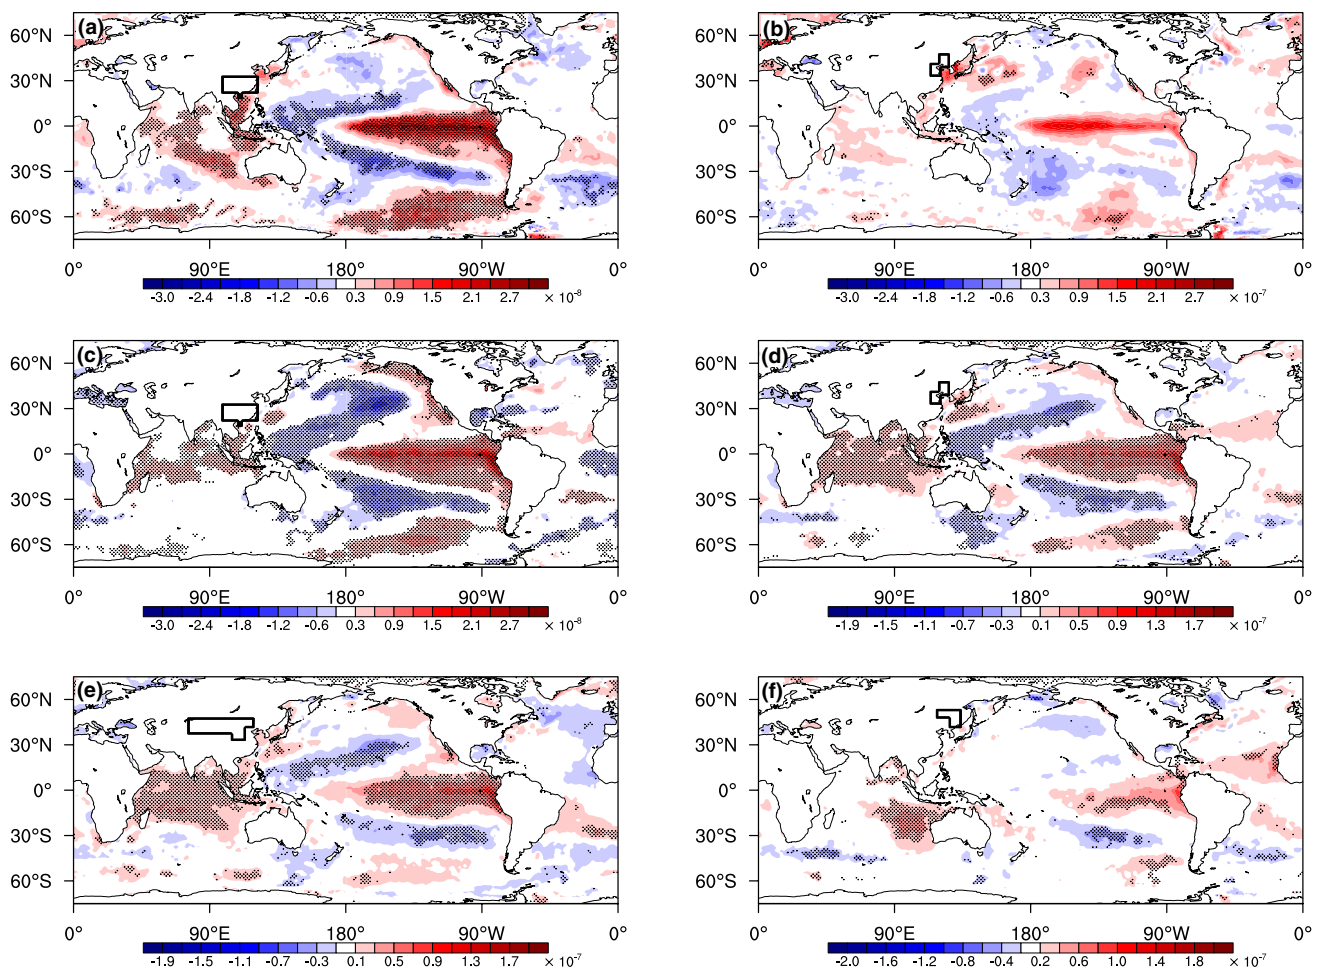 (a)
60°N
30°N
0°
30°S
60°S
0° 90°E 180° 90°W 0°
-3.0 -2.4 -1.8 -1.2 -0.6 0.3 0.9 1.5 2.1 2.7 × 10⁻⁸
(b)
60°N
30°N
0°
30°S
60°S
0° 90°E 180° 90°W 0°
-3.0 -2.4 -1.8 -1.2 -0.6 0.3 0.9 1.5 2.1 2.7 × 10⁻⁷
(c)
60°N
30°N
0°
30°S
60°S
0° 90°E 180° 90°W 0°
-3.0 -2.4 -1.8 -1.2 -0.6 0.3 0.9 1.5 2.1 2.7 × 10⁻⁸
(d)
60°N
30°N
0°
30°S
60°S
0° 90°E 180° 90°W 0°
-1.9 -1.5 -1.1 -0.7 -0.3 0.1 0.5 0.9 1.3 1.7 × 10⁻⁷
(e)
60°N
30°N
0°
30°S
60°S
0° 90°E 180° 90°W 0°
-1.9 -1.5 -1.1 -0.7 -0.3 0.1 0.5 0.9 1.3 1.7 × 10⁻⁷
(f)
60°N
30°N
0°
30°S
60°S
0° 90°E 180° 90°W 0°
-2.0 -1.6 -1.2 -0.8 -0.4 0.2 0.6 1.0 1.4 1.8 × 10⁻⁷